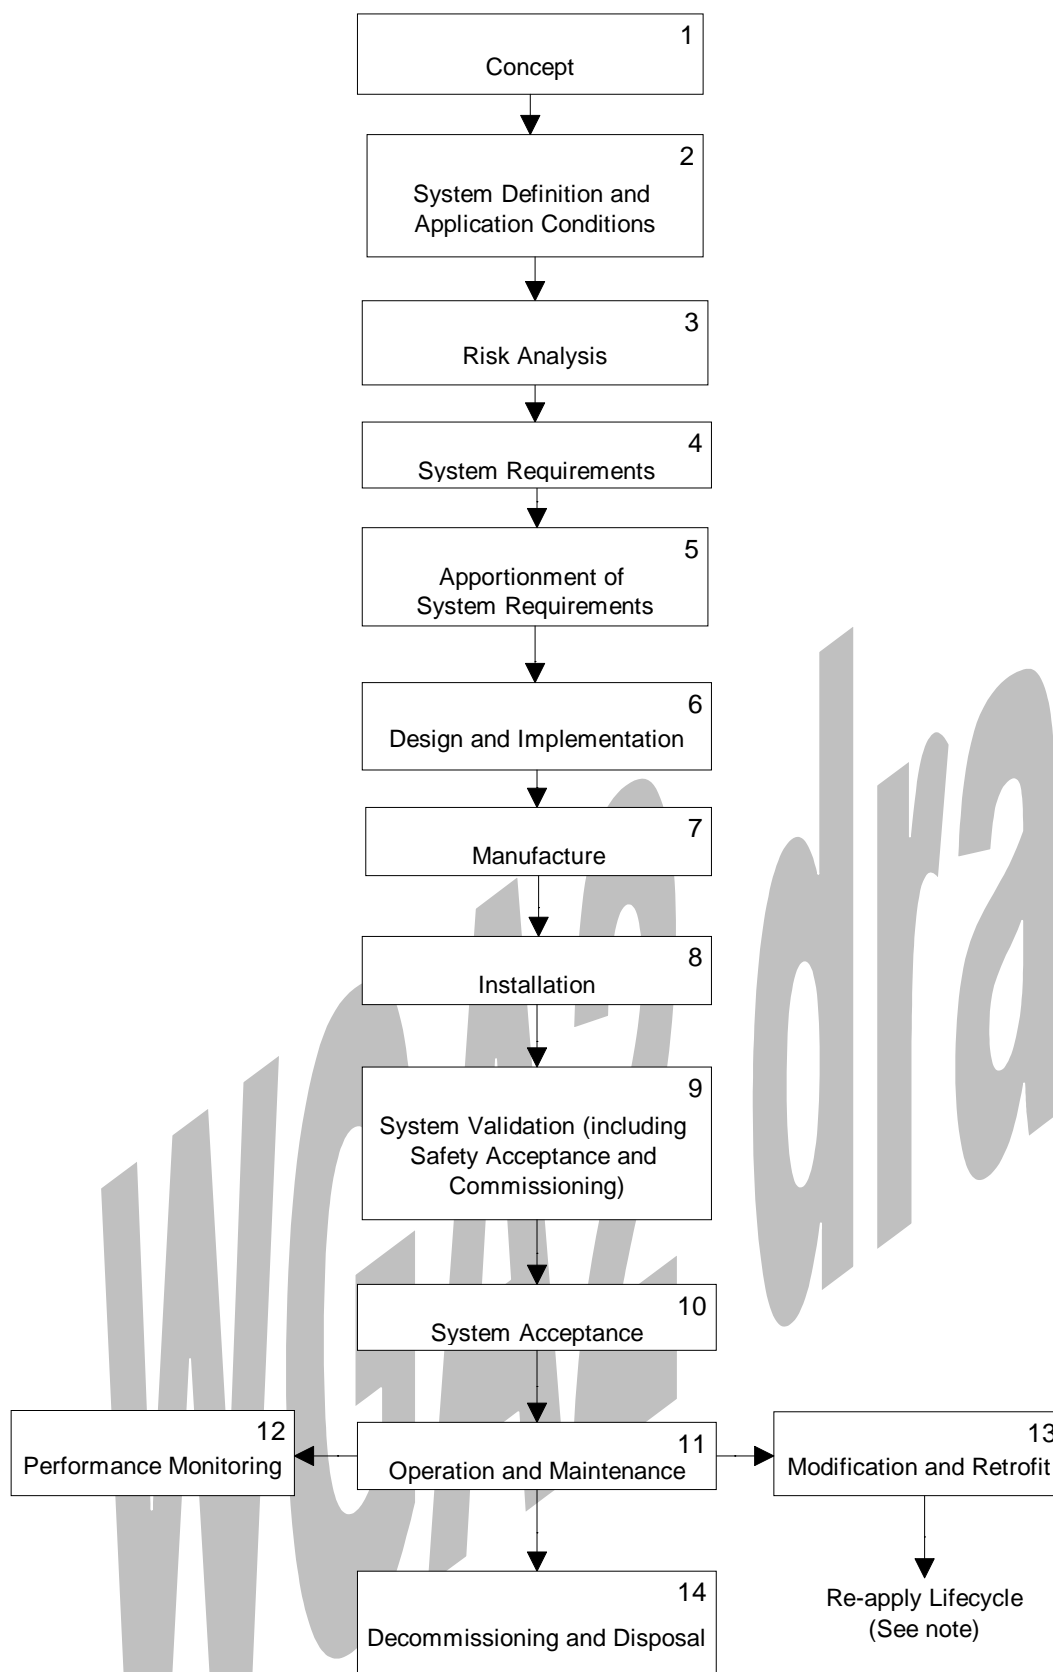 1
Concept
2
System Definition and
Application Conditions
3
Risk Analysis
4
System Requirements
5
Apportionment of
System Requirements
6
Design and Implementation
7
Manufacture
8
Installation
9
System Validation (including
Safety Acceptance and
Commissioning)
10
System Acceptance
12
Performance Monitoring
11
Operation and Maintenance
13
Modification and Retrofit
14
Decommissioning and Disposal
Re-apply Lifecycle
(See note)
dra